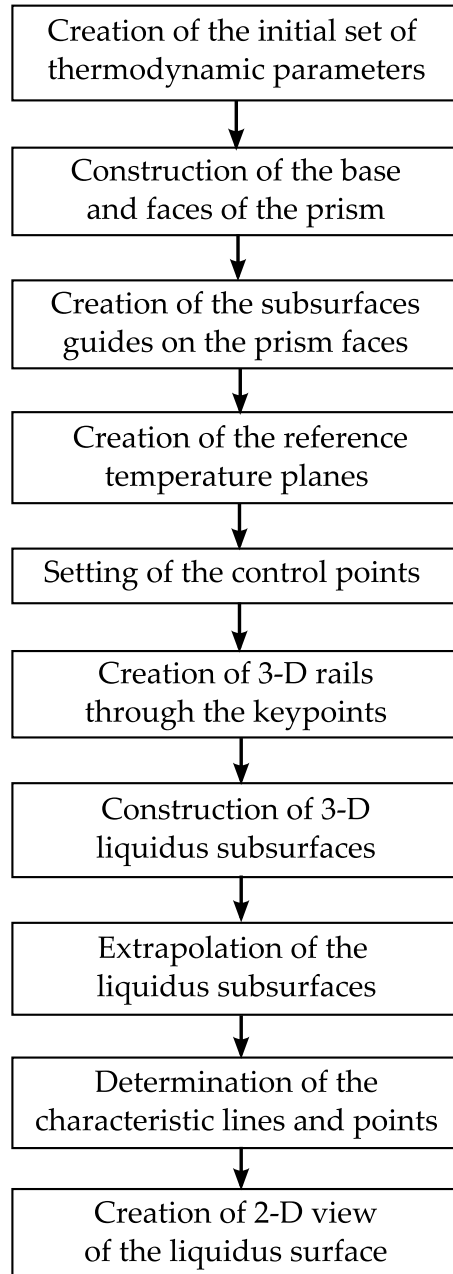 Creation of the initial set of
thermodynamic parameters
Construction of the base
and faces of the prism
Creation of the subsurfaces
guides on the prism faces
Creation of the reference
temperature planes
Setting of the control points
Creation of 3-D rails
through the keypoints
Construction of 3-D
liquidus subsurfaces
Extrapolation of the
liquidus subsurfaces
Determination of the
characteristic lines and points
Creation of 2-D view
of the liquidus surface